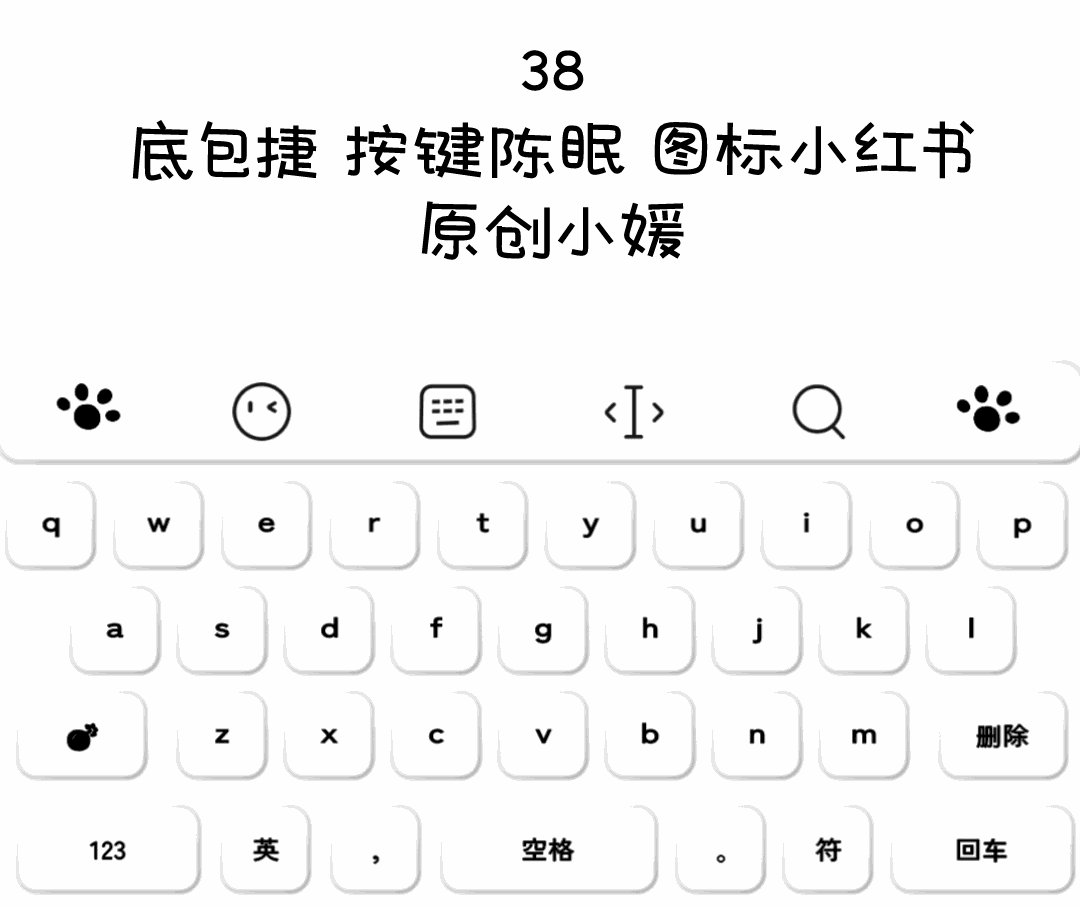 38
底包捷 按键陈眠 图标小红书
原创小媛
q w e r t y u i o p
a s d f g h j k l
z x c v b n m 删除
123 英 , 空格 。 符 回车